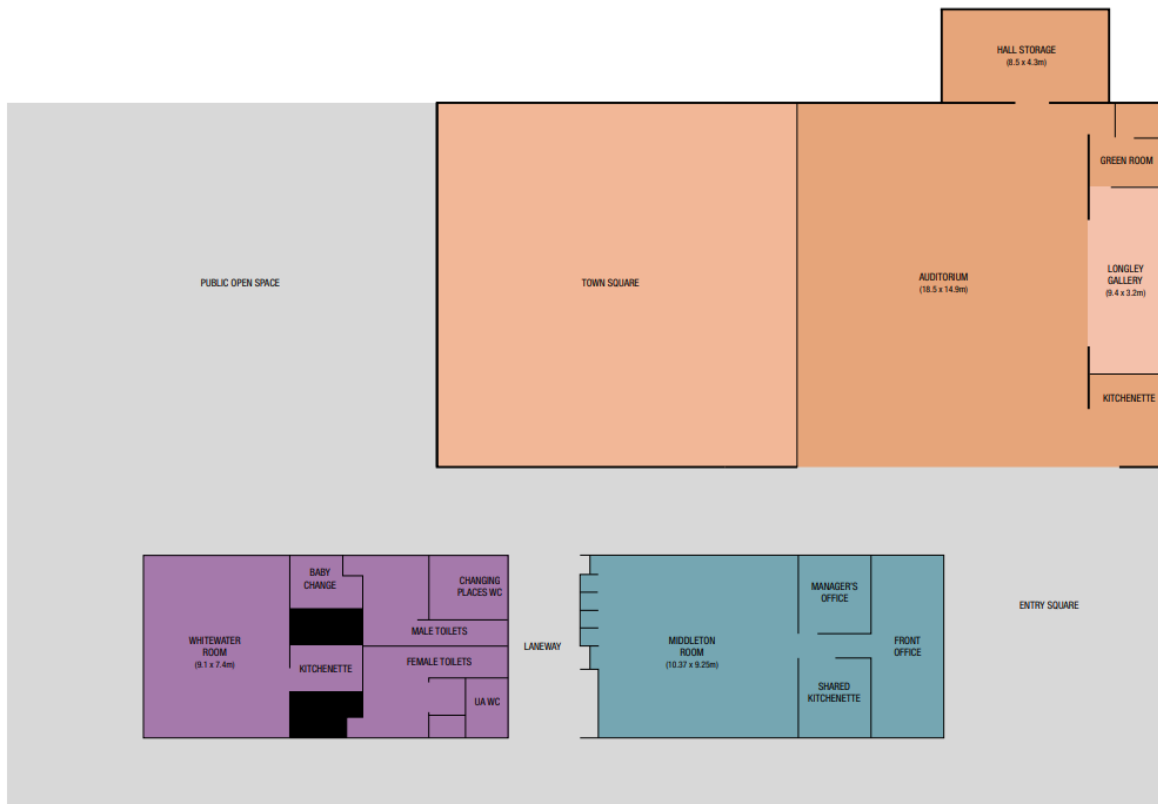 HALL STORAGE
(8.5 x 4.3m)
GREEN ROOM
PUBLIC OPEN SPACE
TOWN SQUARE
AUDITORIUM
(18.5 x 14.9m)
LONGLEY
GALLERY
(9.4 x 3.2m)
KITCHENETTE
BABY
CHANGE
CHANGING
PLACES WC
MALE TOILETS
WHITEWATER
ROOM
(9.1 x 7.4m)
KITCHENETTE
FEMALE TOILETS
UA WC
LANEWAY
MIDDLETON
ROOM
(10.37 x 9.25m)
MANAGER'S
OFFICE
SHARED
KITCHENETTE
FRONT
OFFICE
ENTRY SQUARE